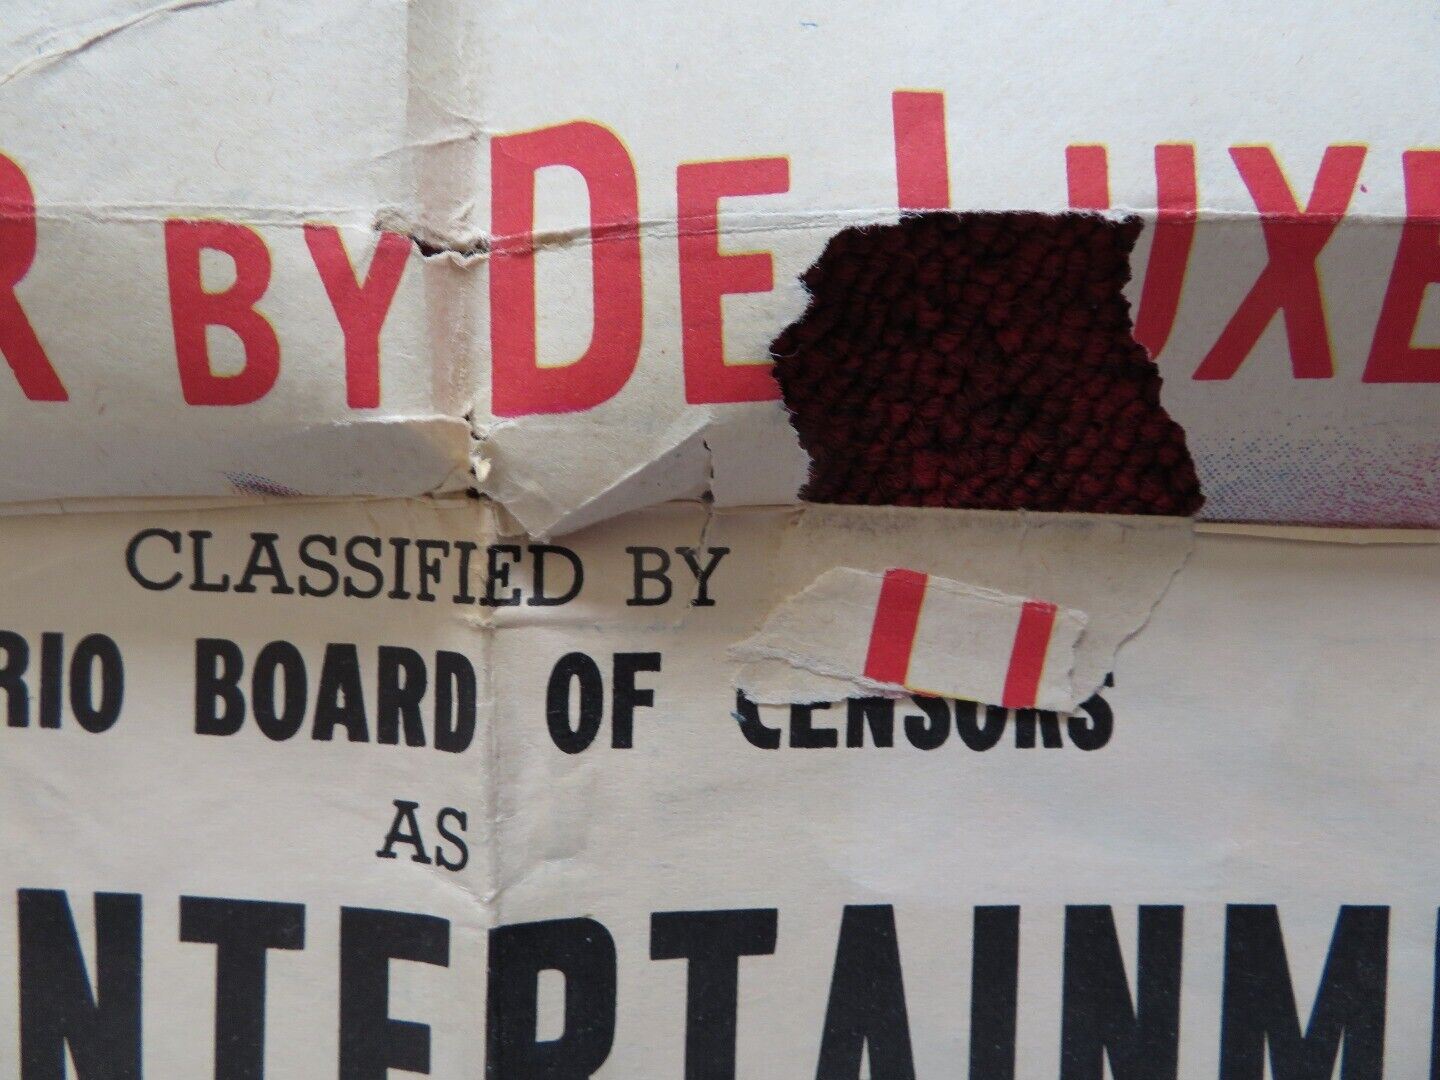 R BY DE LUXE
CLASSIFIED BY
RIO BOARD OF CENSORS
AS
NTERTAINM